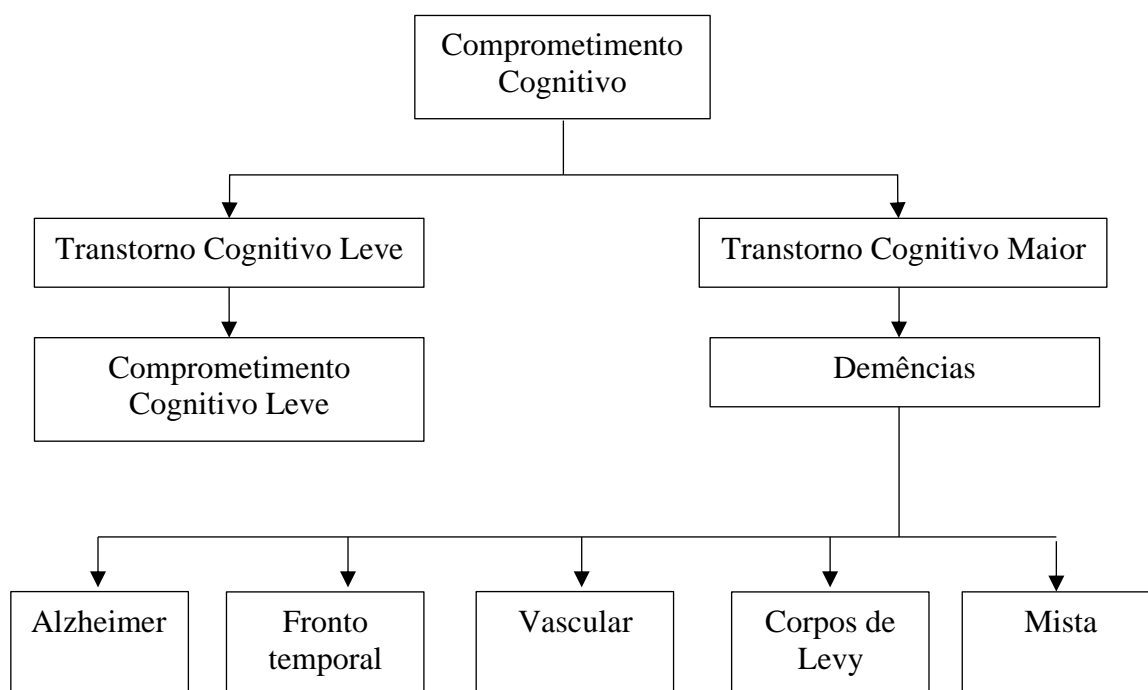 Comprometimento
Cognitivo
Transtorno Cognitivo Leve
Transtorno Cognitivo Maior
Comprometimento
Cognitivo Leve
Demências
Alzheimer
Fronto
temporal
Vascular
Corpos de
Levy
Mista